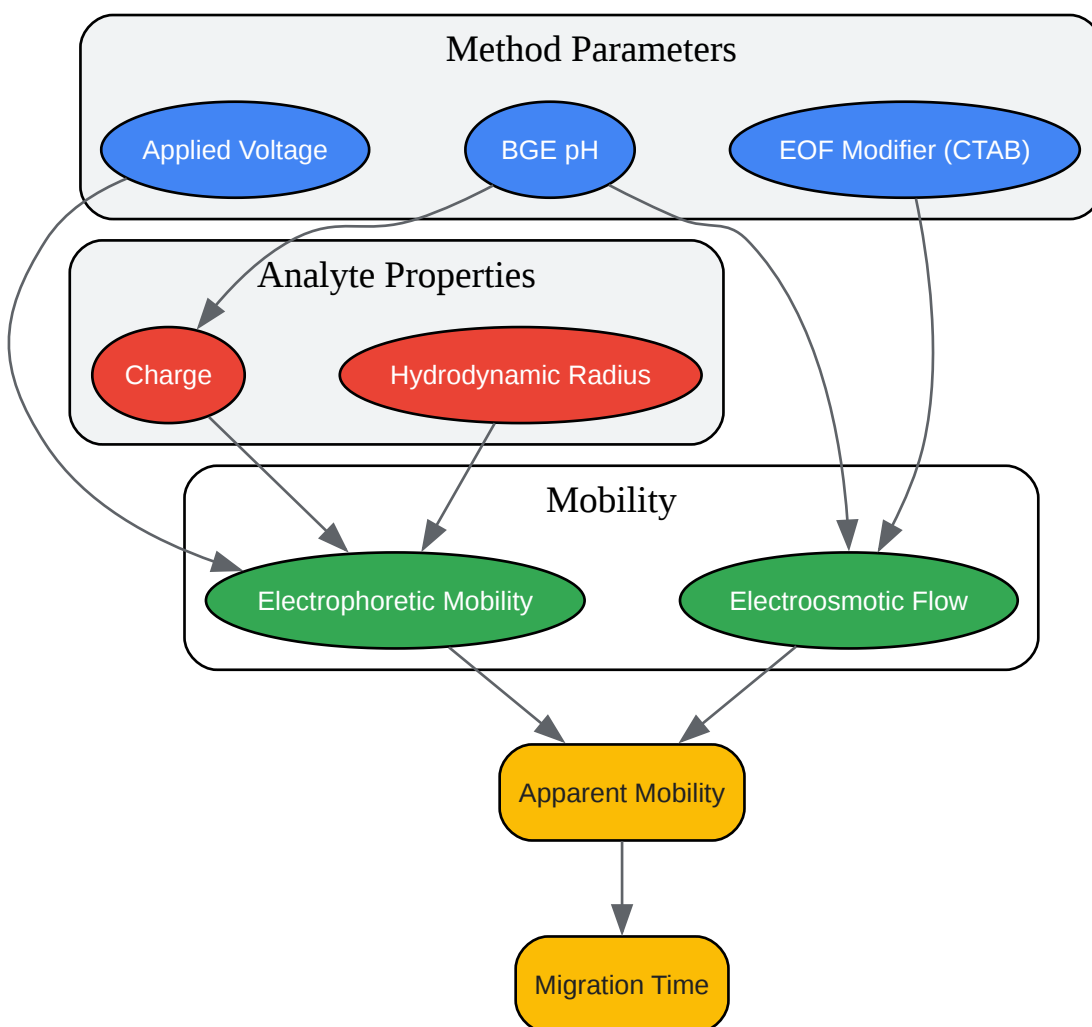 Method Parameters
Applied Voltage
BGE pH
EOF Modifier (CTAB)
Analyte Properties
Charge
Hydrodynamic Radius
Mobility
Electrophoretic Mobility
Electroosmotic Flow
Apparent Mobility
Migration Time